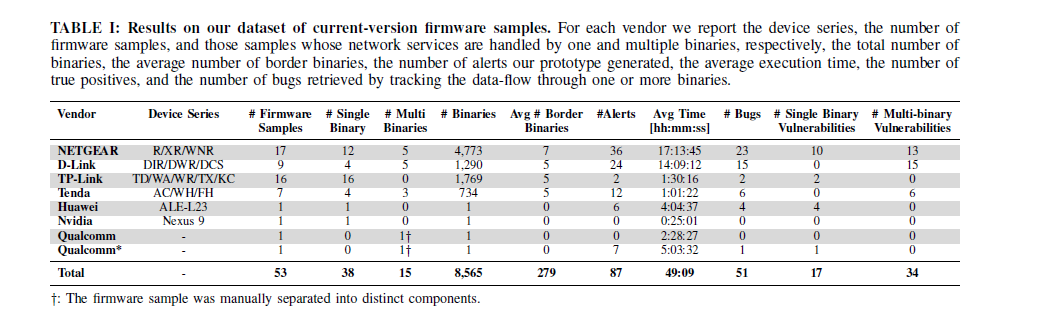 TABLE I: Results on our dataset of current-version firmware samples. For each vendor we report the device series, the number of
firmware samples, and those samples whose network services are handled by one and multiple binaries, respectively, the total number of
binaries, the average number of border binaries, the number of alerts our prototype generated, the average execution time, the number of
true positives, and the number of bugs retrieved by tracking the data-flow through one or more binaries.
Vendor Device Series # Firmware # Single # Multi # Binaries Avg # Border #Alerts Avg Time # Bugs # Single Binary # Multi-binary
Samples Binary Binaries Binaries [hh:mm:ss] Vulnerabilities Vulnerabilities
NETGEAR R/XR/WNR 17 12 5 4,773 7 36 17:13:45 23 10 13
D-Link DIR/DWR/DCS 9 4 5 1,290 5 24 14:09:12 15 0 15
TP-Link TD/WA/WR/TX/KC 16 16 0 1,769 5 2 1:30:16 2 2 0
Tenda AC/WH/FH 7 4 3 734 5 12 1:01:22 6 0 6
Huawei ALE-L23 1 1 0 1 0 6 4:04:37 4 4 0
Nvidia Nexus 9 1 1 0 1 0 0 0:25:01 0 0 0
Qualcomm - 1 0 1† 1 0 0 2:28:27 0 0 0
Qualcomm* - 1 0 1† 1 0 7 5:03:32 1 1 0
Total - 53 38 15 8,565 279 87 49:09 51 17 34
†: The firmware sample was manually separated into distinct components.